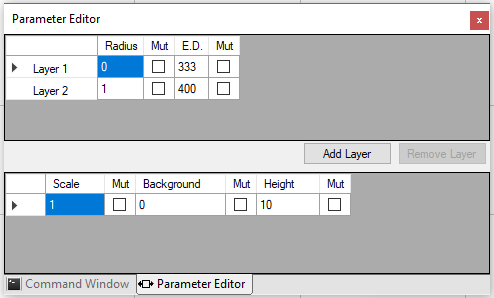 Parameter Editor
x
Radius Mut E.D. Mut
Layer 1 0 333
Layer 2 1 400
Add Layer Remove Layer
Scale Mut Background Mut Height Mut
1 0 10
Command Window Parameter Editor